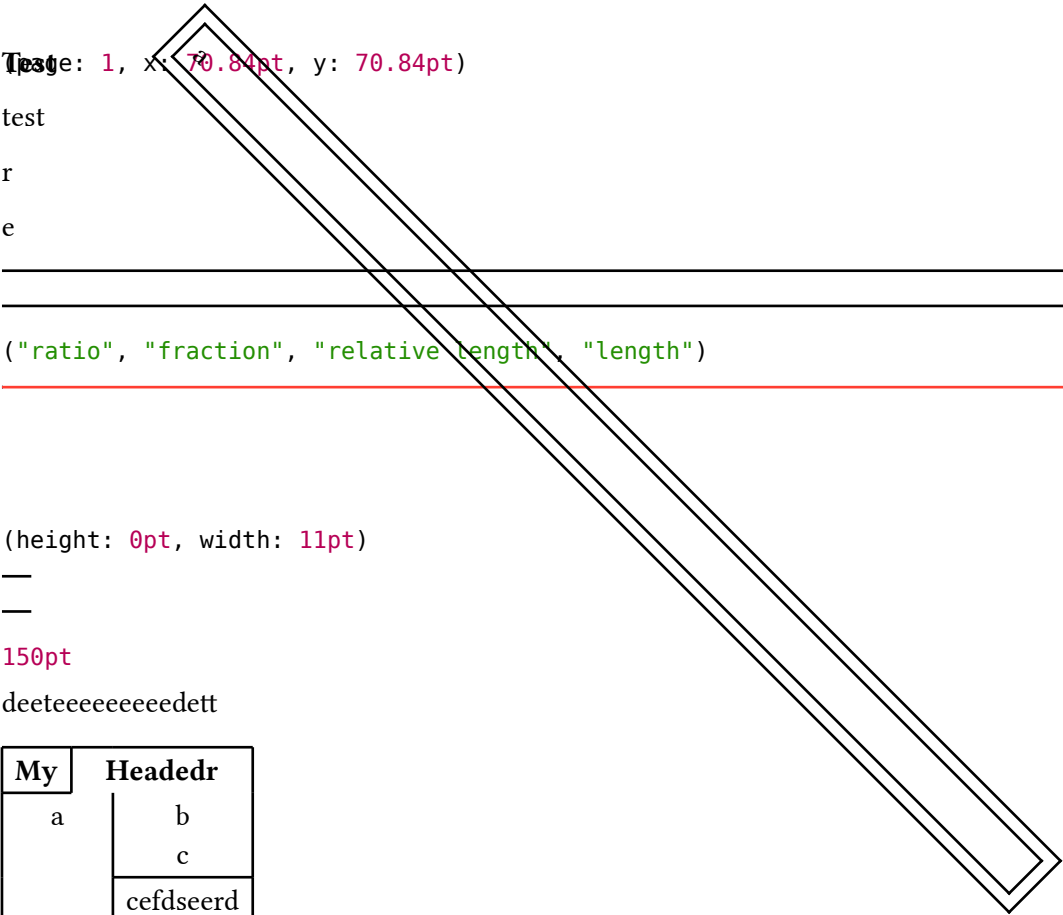 Test
(page: 1, x: 70.84pt, y: 70.84pt)
a
test
r
e
("ratio", "fraction", "relative length", "length")
(height: 0pt, width: 11pt)
150pt
deeteeeeeeeeedett
My Headedr
a b
c
cefdseerd